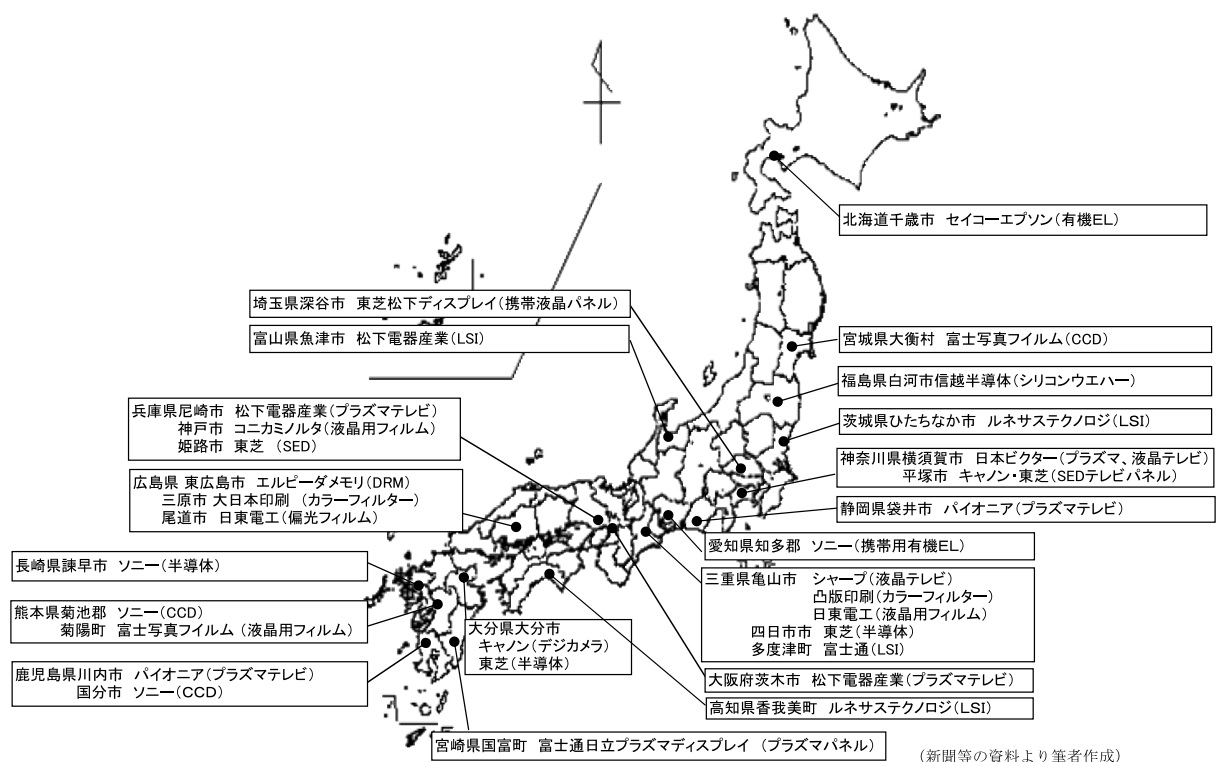 北海道千歳市 セイコーエプソン(有機EL)
埼玉県深谷市 東芝松下ディスプレイ(携帯液晶パネル)
富山県魚津市 松下電器産業(LSI)
宮城県大衡村 富士写真フイルム(CCD)
福島県白河市信越半導体(シリコンウエハー)
兵庫県尼崎市 松下電器産業(プラズマテレビ)
神戸市 コニカミノルタ(液晶用フィルム)
姫路市 東芝 (SED)
茨城県ひたちなか市 ルネサステクノロジ(LSI)
神奈川県横須賀市 日本ビクター(プラズマ、液晶テレビ)
平塚市 キャノン・東芝(SEDテレビパネル)
広島県 東広島市 エルピーダメモリ(DRM)
三原市 大日本印刷 (カラーフィルター)
尾道市 日東電工(偏光フィルム)
静岡県袋井市 パイオニア(プラズマテレビ)
愛知県知多郡 ソニー(携帯用有機EL)
長崎県諫早市 ソニー(半導体)
三重県亀山市 シャープ(液晶テレビ)
凸版印刷(カラーフィルター)
日東電工(液晶用フィルム)
四日市市 東芝(半導体)
多度津町 富士通(LSI)
熊本県菊池郡 ソニー(CCD)
菊陽町 富士写真フイルム(液晶用フィルム)
大分県大分市
キャノン(デジカメラ)
東芝(半導体)
鹿児島県川内市 パイオニア(プラズマテレビ)
国分市 ソニー(CCD)
大阪府茨木市 松下電器産業(プラズマテレビ)
高知県香我美町 ルネサステクノロジ(LSI)
宮崎県国富町 富士通日立プラズマディスプレイ (プラズマパネル)
(新聞等の資料より筆者作成)